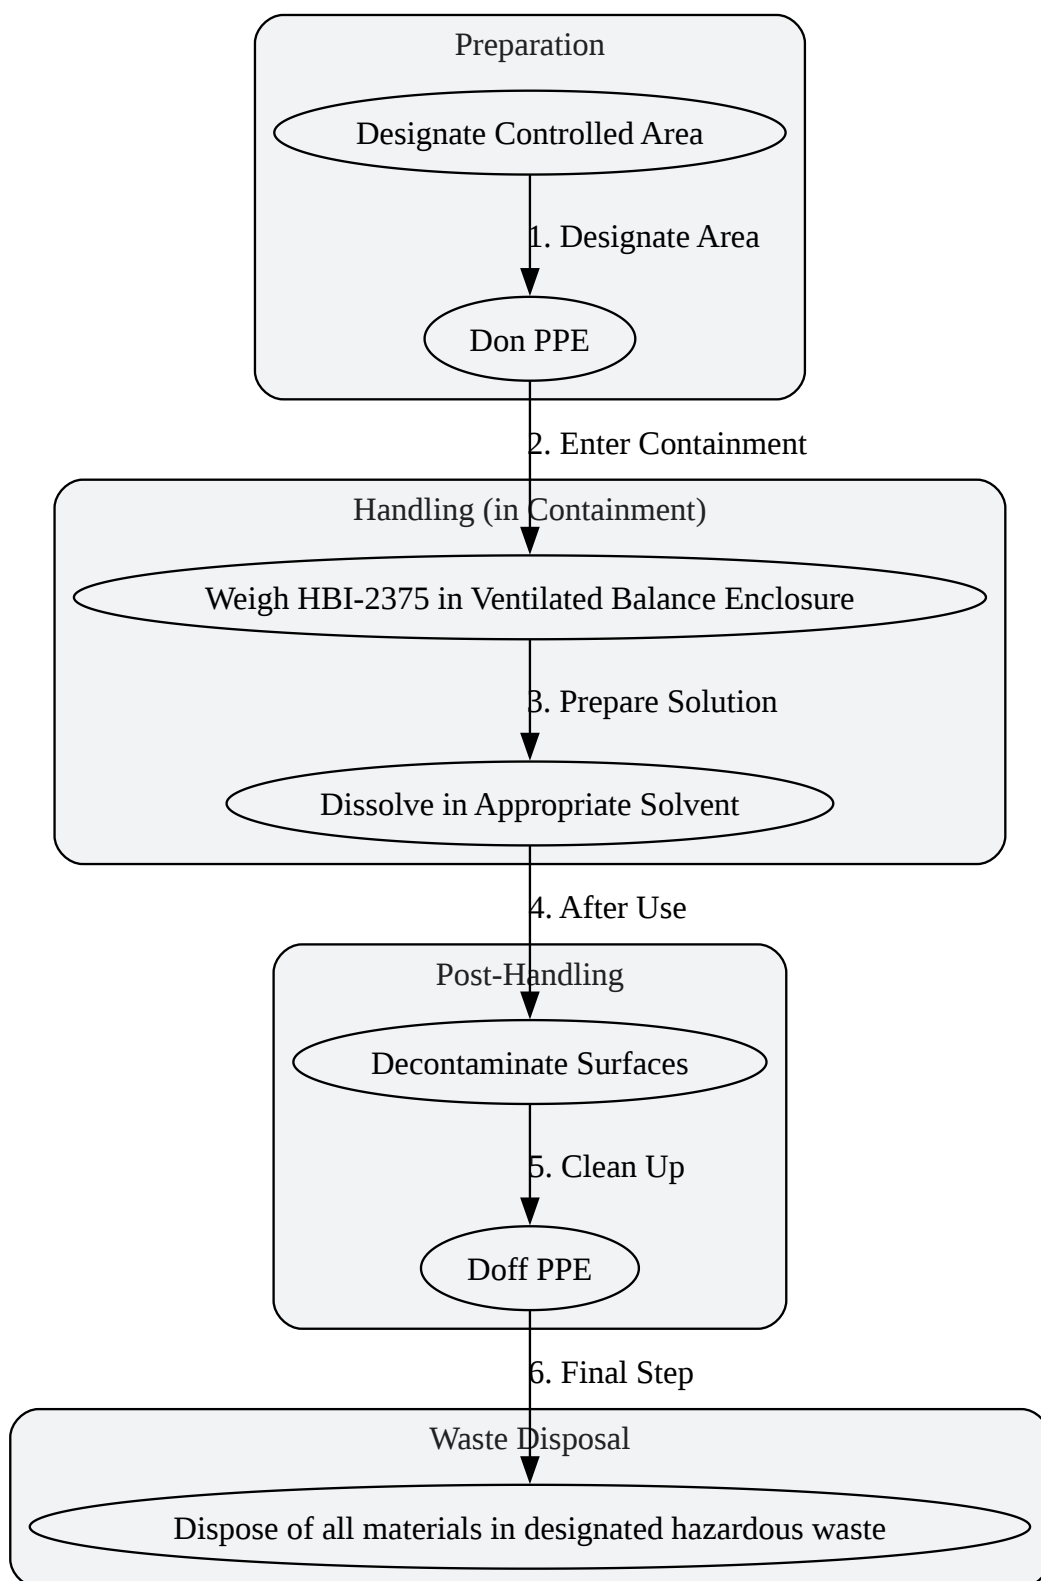 Preparation
Designate Controlled Area
1. Designate Area
Don PPE
2. Enter Containment
Handling (in Containment)
Weigh HBI-2375 in Ventilated Balance Enclosure
3. Prepare Solution
Dissolve in Appropriate Solvent
4. After Use
Post-Handling
Decontaminate Surfaces
5. Clean Up
Doff PPE
6. Final Step
Waste Disposal
Dispose of all materials in designated hazardous waste